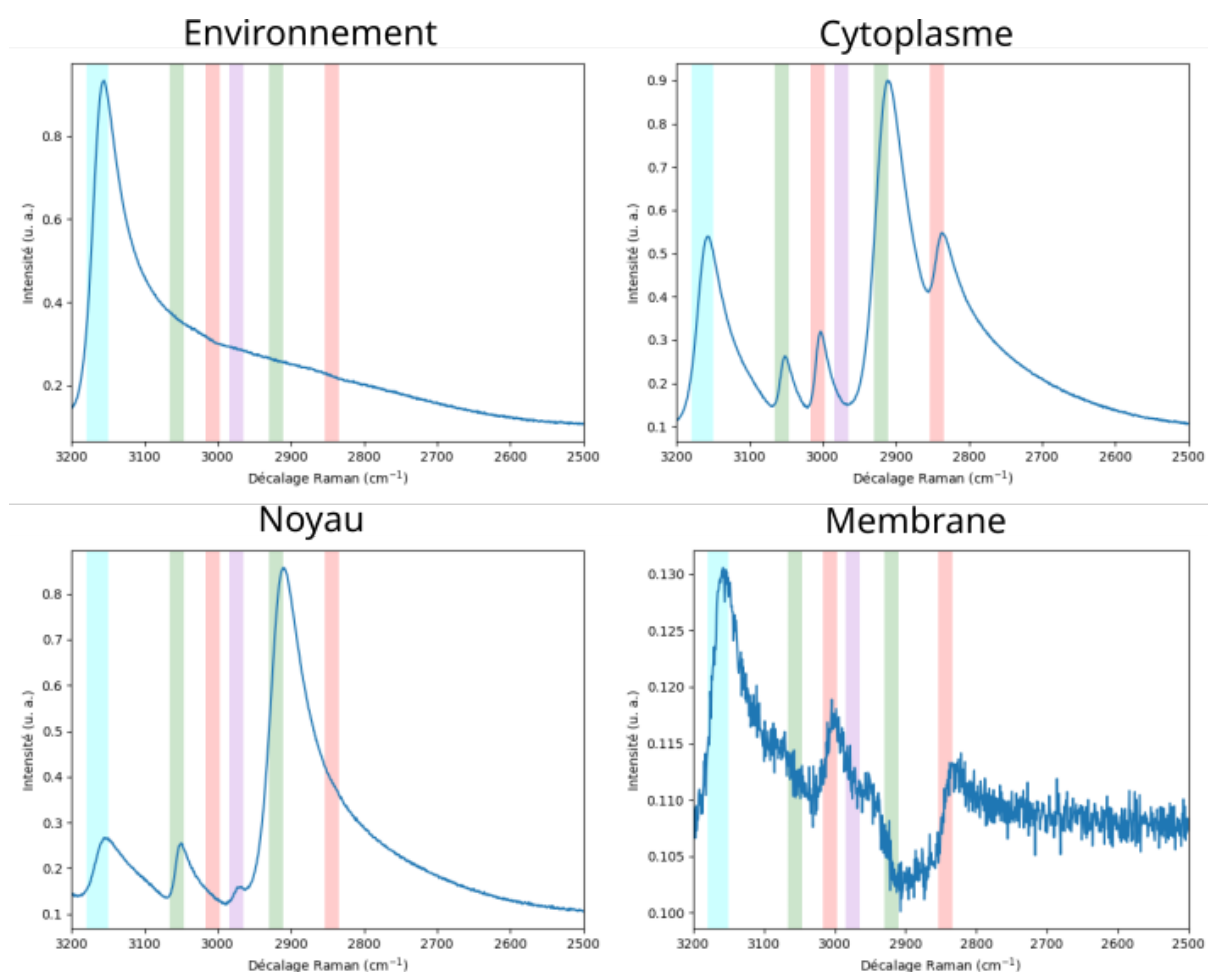 Environnement
Intensité (u. a.)
0.8
0.6
0.4
0.2
3200 3100 3000 2900 2800 2700 2600 2500
Décalage Raman (cm⁻¹)
Cytoplasme
Intensité (u. a.)
0.9
0.8
0.7
0.6
0.5
0.4
0.3
0.2
0.1
3200 3100 3000 2900 2800 2700 2600 2500
Décalage Raman (cm⁻¹)
Noyau
Intensité (u. a.)
0.8
0.7
0.6
0.5
0.4
0.3
0.2
0.1
3200 3100 3000 2900 2800 2700 2600 2500
Décalage Raman (cm⁻¹)
Membrane
Intensité (u. a.)
0.130
0.125
0.120
0.115
0.110
0.105
0.100
3200 3100 3000 2900 2800 2700 2600 2500
Décalage Raman (cm⁻¹)